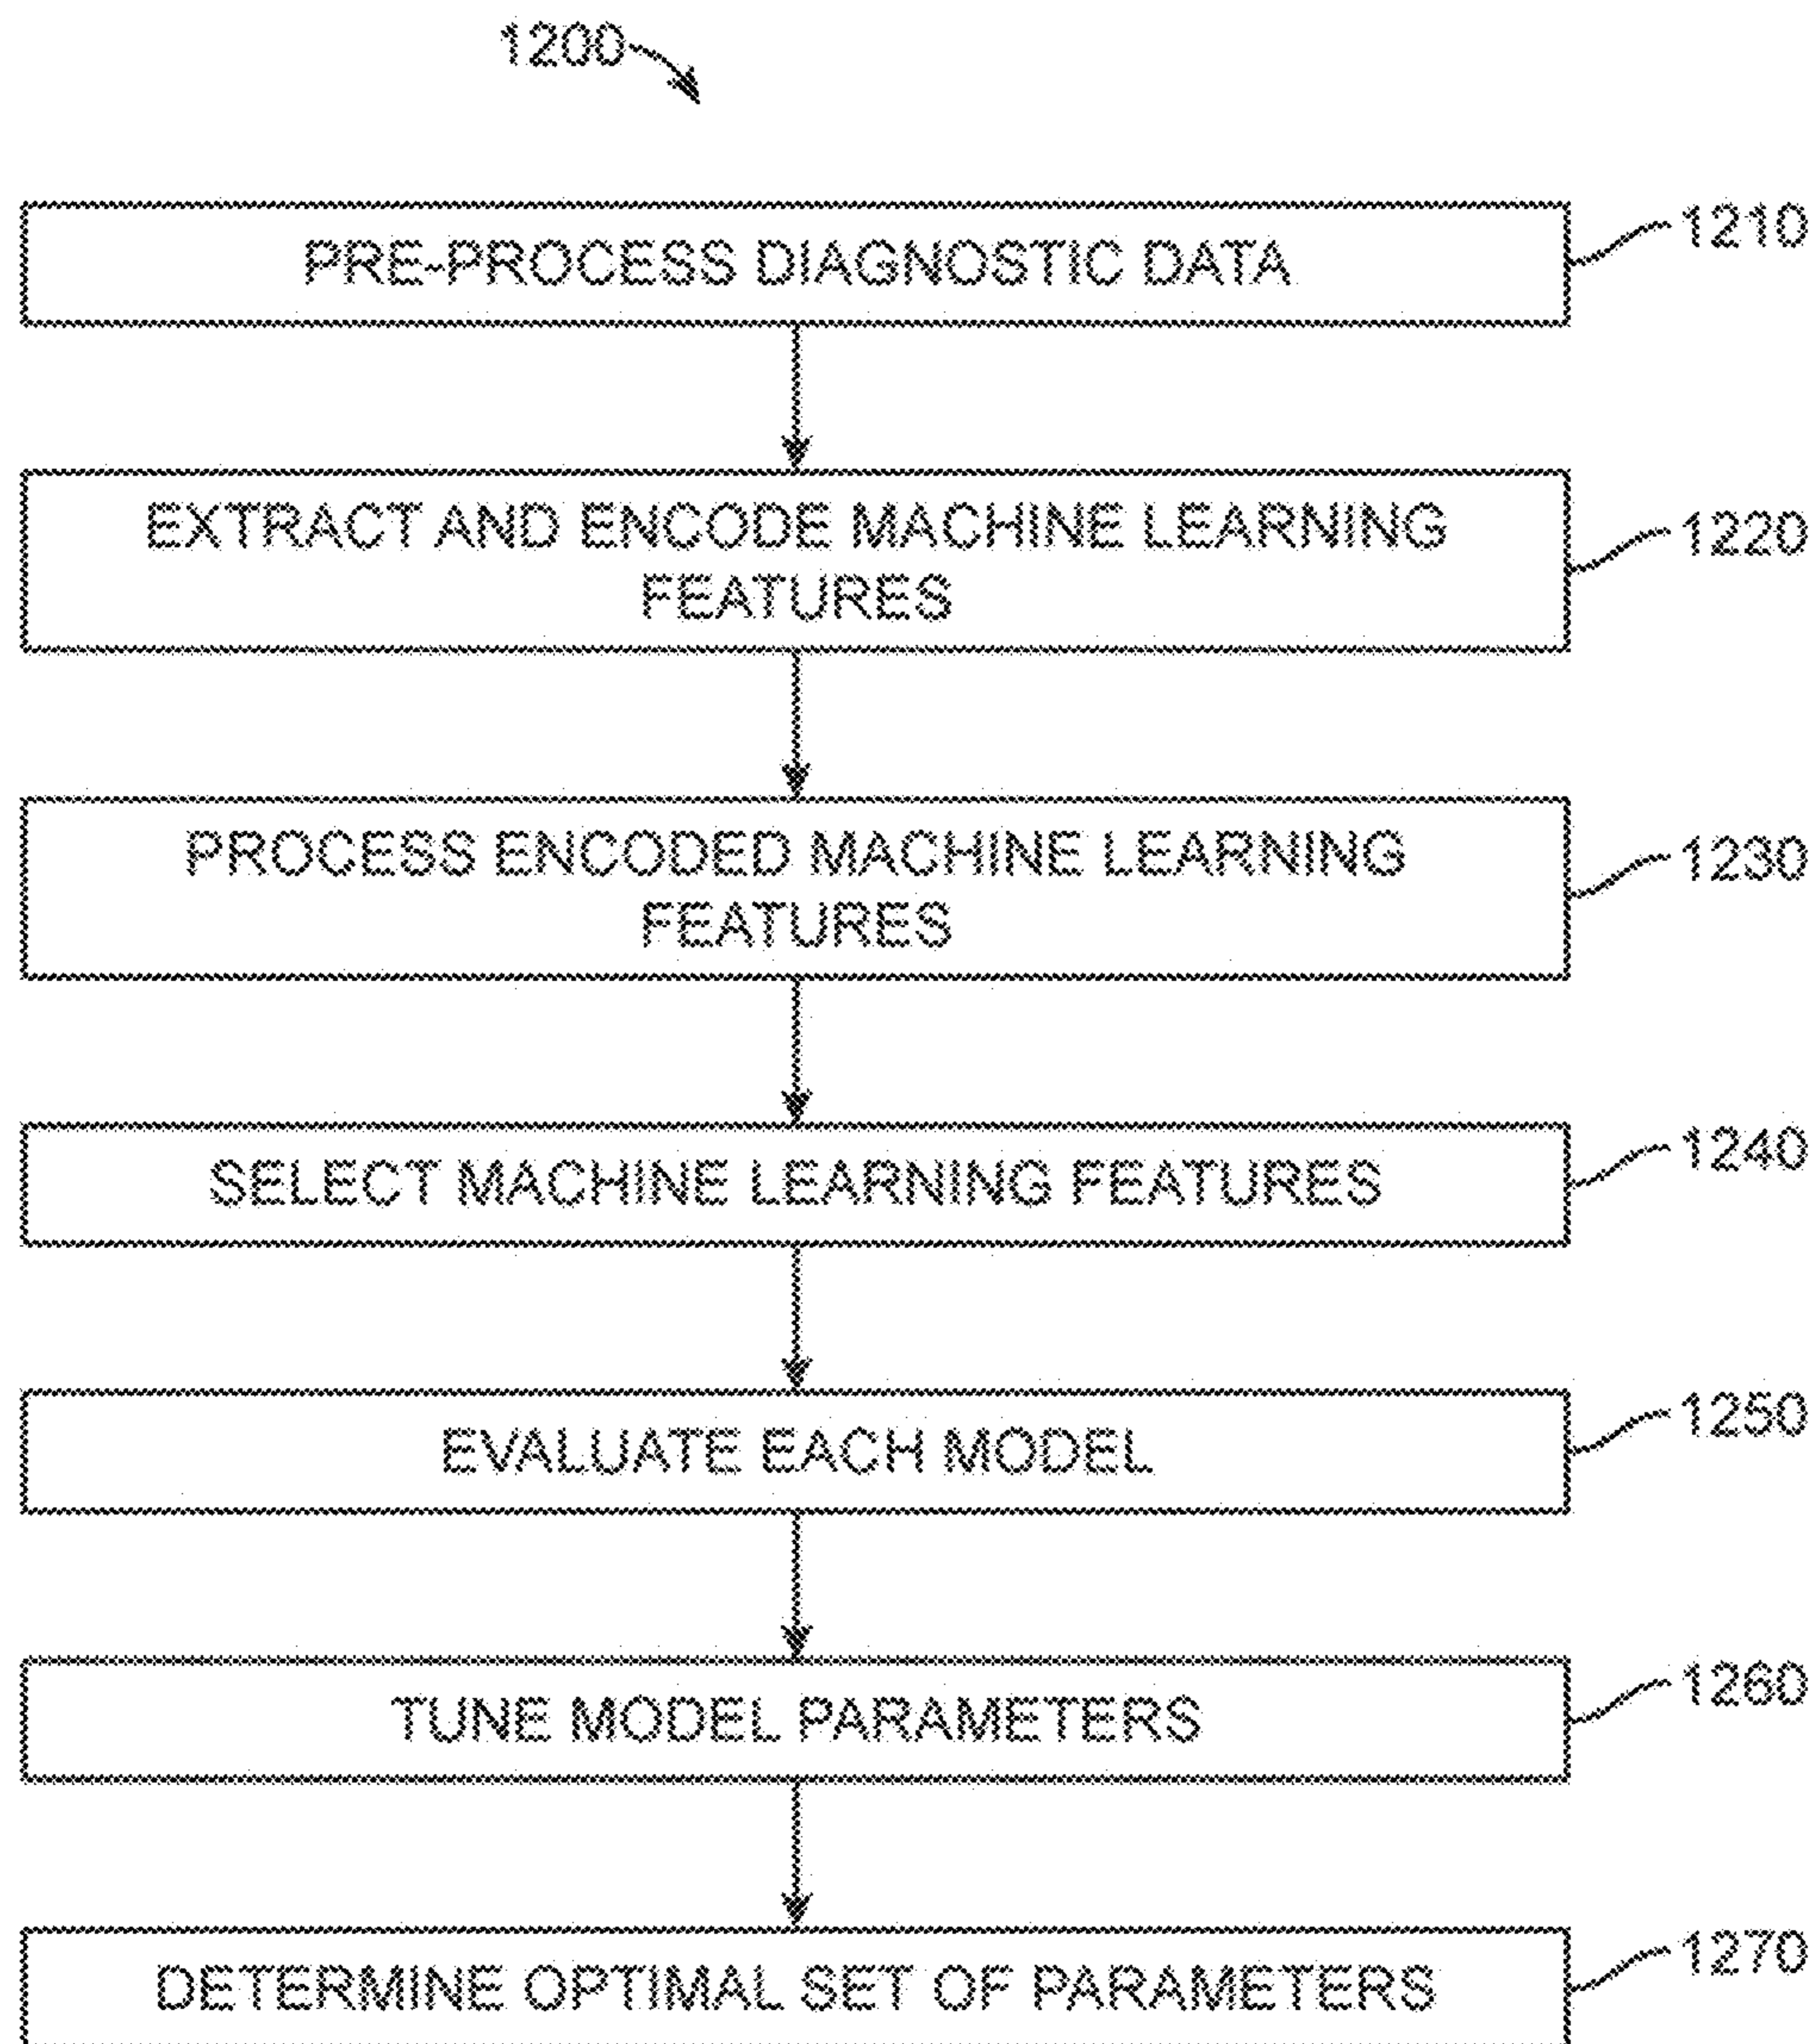 1200
PRE-PROCESS DIAGNOSTIC DATA
1210
EXTRACT AND ENCODE MACHINE LEARNING
FEATURES
1220
PROCESS ENCODED MACHINE LEARNING
FEATURES
1230
SELECT MACHINE LEARNING FEATURES
1240
EVALUATE EACH MODEL
1250
TUNE MODEL PARAMETERS
1260
DETERMINE OPTIMAL SET OF PARAMETERS
1270